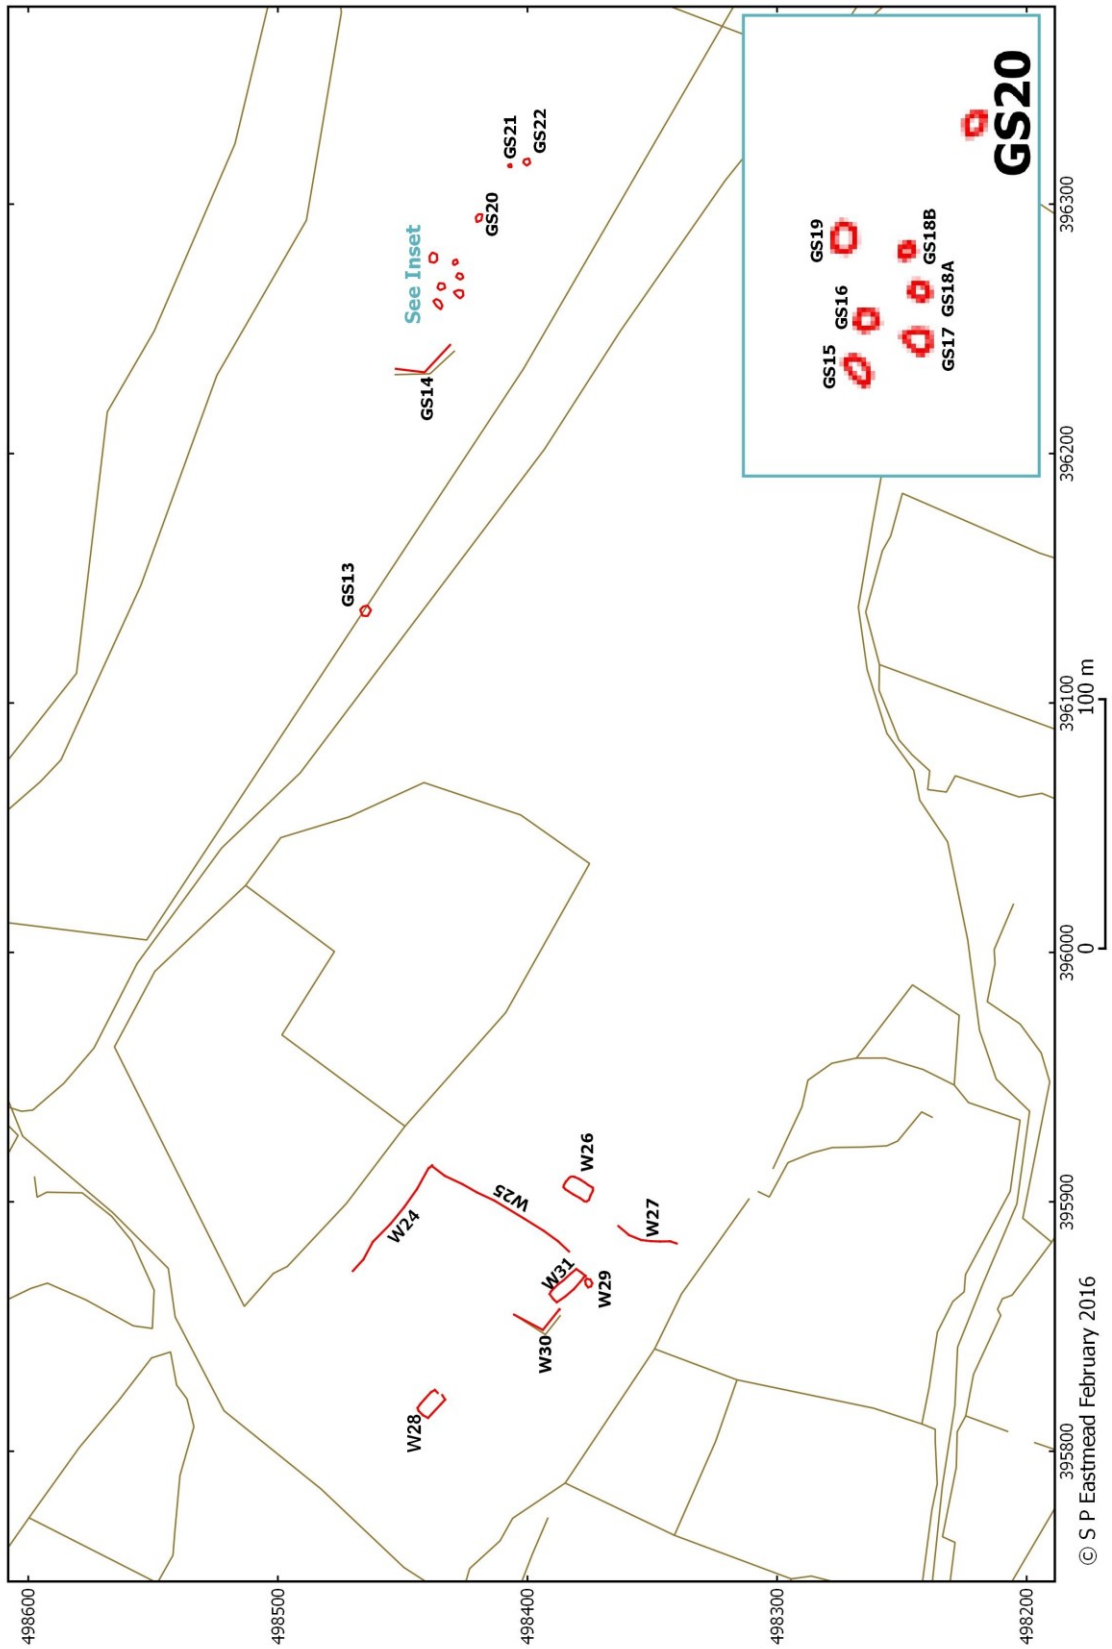 498600
498500
498400
498300
498200
395800
395900
396000
396100
396200
396300
GS13
GS14
See Inset
GS20
GS21
GS22
W24
W25
W26
W27
W28
W29
W30
W31
GS15
GS16
GS17
GS18A
GS18B
GS19
GS20
0
100 m
© S P Eastmead February 2016